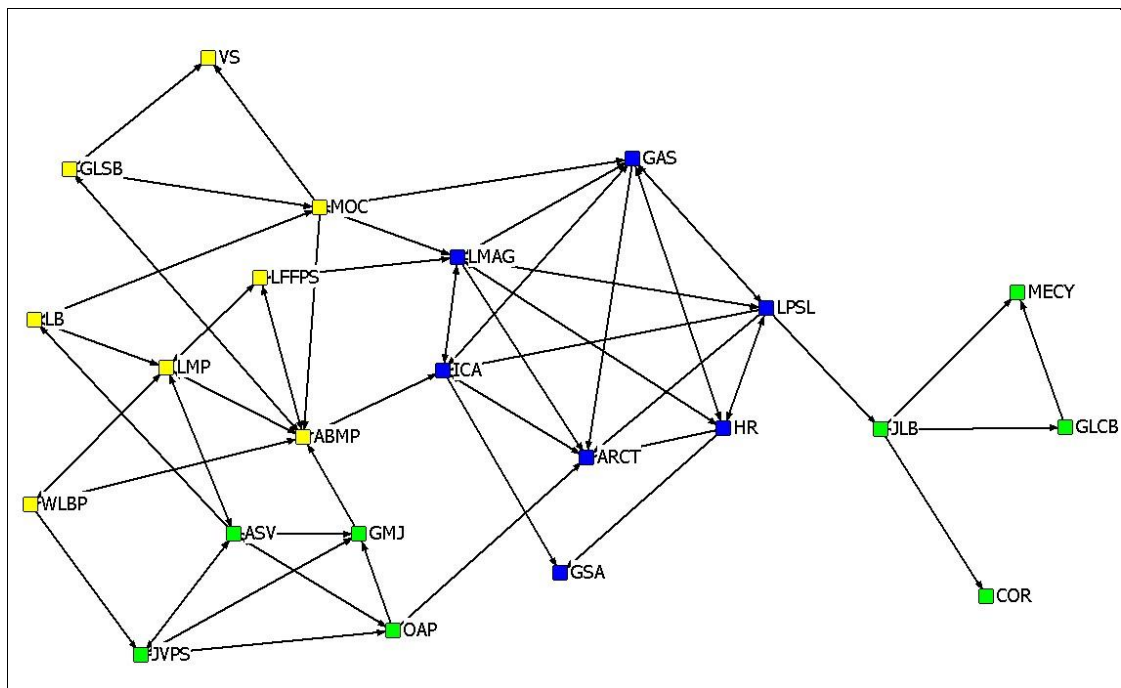 VS
GAS
GLSB
MOC
LMAG
LFFPS
MECY
LPSL
LB
LMP
ICA
GLCB
JLB
HR
ABMP
ARCT
WLBP
ASV
GMJ
GSA
COR
OAP
JVPS